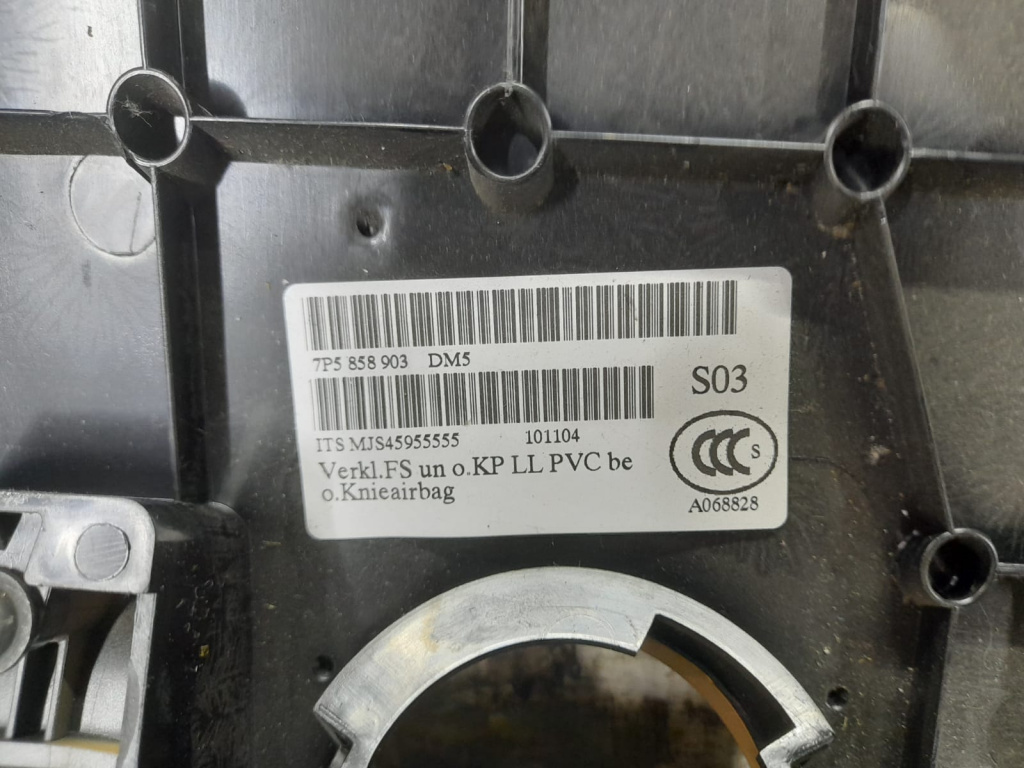 7P5 858 903 DM5
S03
ITS MJS45955555 101104
Verkl.FS un o.KP LL PVC be
o.Knieairbag
CCC S
A068828